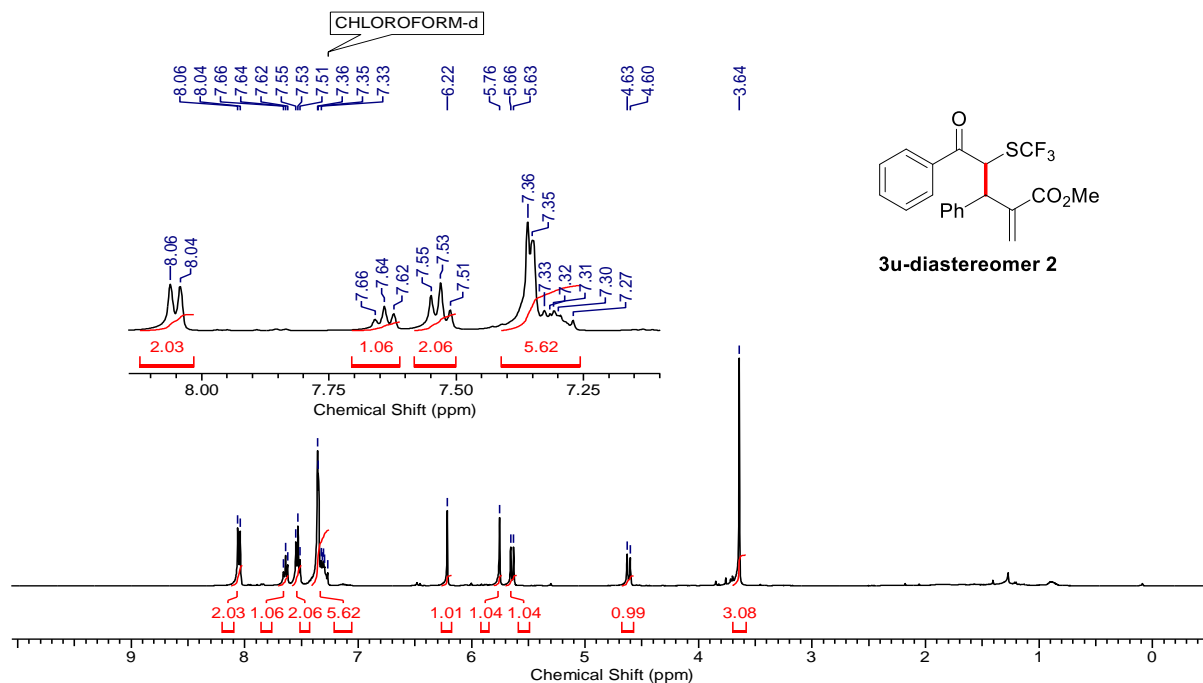 CHLOROFORM-d
8.06
8.04
7.66
7.64
7.62
7.55
7.53
7.51
7.36
7.35
7.33
6.22
5.76
5.66
5.63
4.63
4.60
3.64
O
SCF3
Ph
CO2Me
3u-diastereomer 2
8.06
8.04
7.66
7.64
7.62
7.55
7.53
7.51
7.36
7.35
7.33
7.32
7.31
7.30
7.27
2.03 1.06 2.06 5.62
8.00 7.75 7.50 7.25
Chemical Shift (ppm)
2.03 1.06 2.06 5.62 1.01 1.04 1.04 0.99 3.08
9 8 7 6 5 4 3 2 1 0
Chemical Shift (ppm)